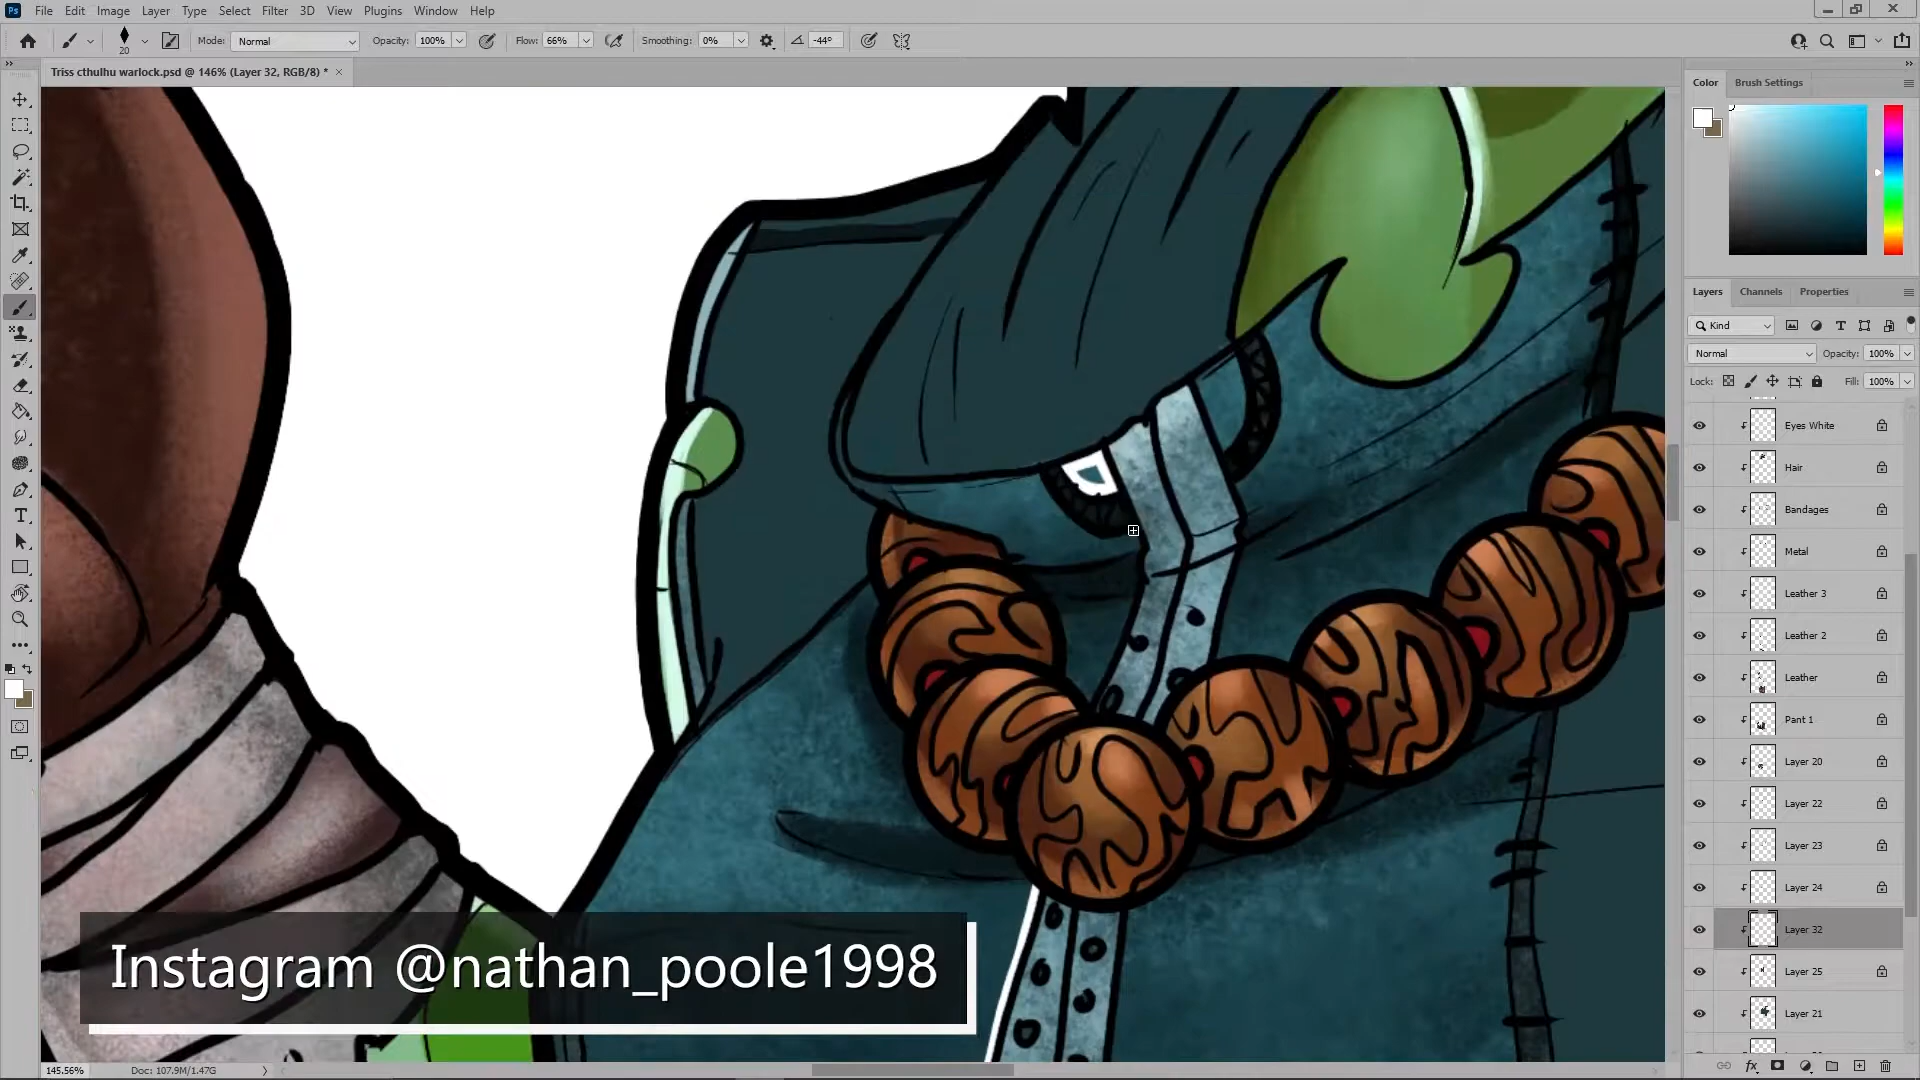 Ps File Edit Image Layer Type Select Filter 3D View Plugins Window Help
20 Mode: Normal Opacity: 100% Flow: 66% Smoothing: 0% -44°
Triss cthulhu warlock.psd @ 146% (Layer 32, RGB/8) * ×
Color Brush Settings
Layers Channels Properties
Kind
Normal Opacity: 100%
Lock: Fill: 100%
Eyes White
Hair
Bandages
Metal
Leather 3
Leather 2
Leather
Pant 1
Layer 20
Layer 22
Layer 23
Layer 24
Layer 32
Layer 25
Layer 21
Instagram @nathan_poole1998
145.56% Doc: 107.9M/1.47G